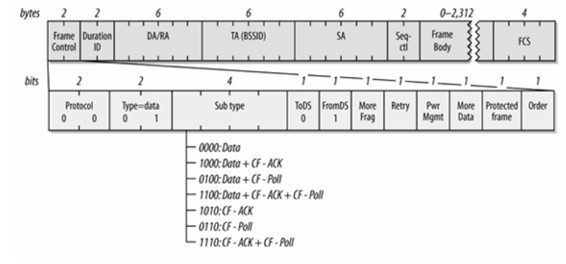 bytes 2 2 6 6 6 2 0–2,312 4
Frame Control Duration ID DA/RA TA (BSSID) SA Seq-ctl Frame Body FCS
bits 2 2 4 1 1 1 1 1 1 1 1
Protocol Type=data Sub type ToDS FromDS More Frag Retry Pwr Mgmt More Data Protected frame Order
0 0 0 1 0 1
0000:Data
1000:Data + CF - ACK
0100:Data + CF - Poll
1100:Data + CF - ACK + CF - Poll
1010:CF - ACK
0110:CF - Poll
1110:CF - ACK + CF - Poll